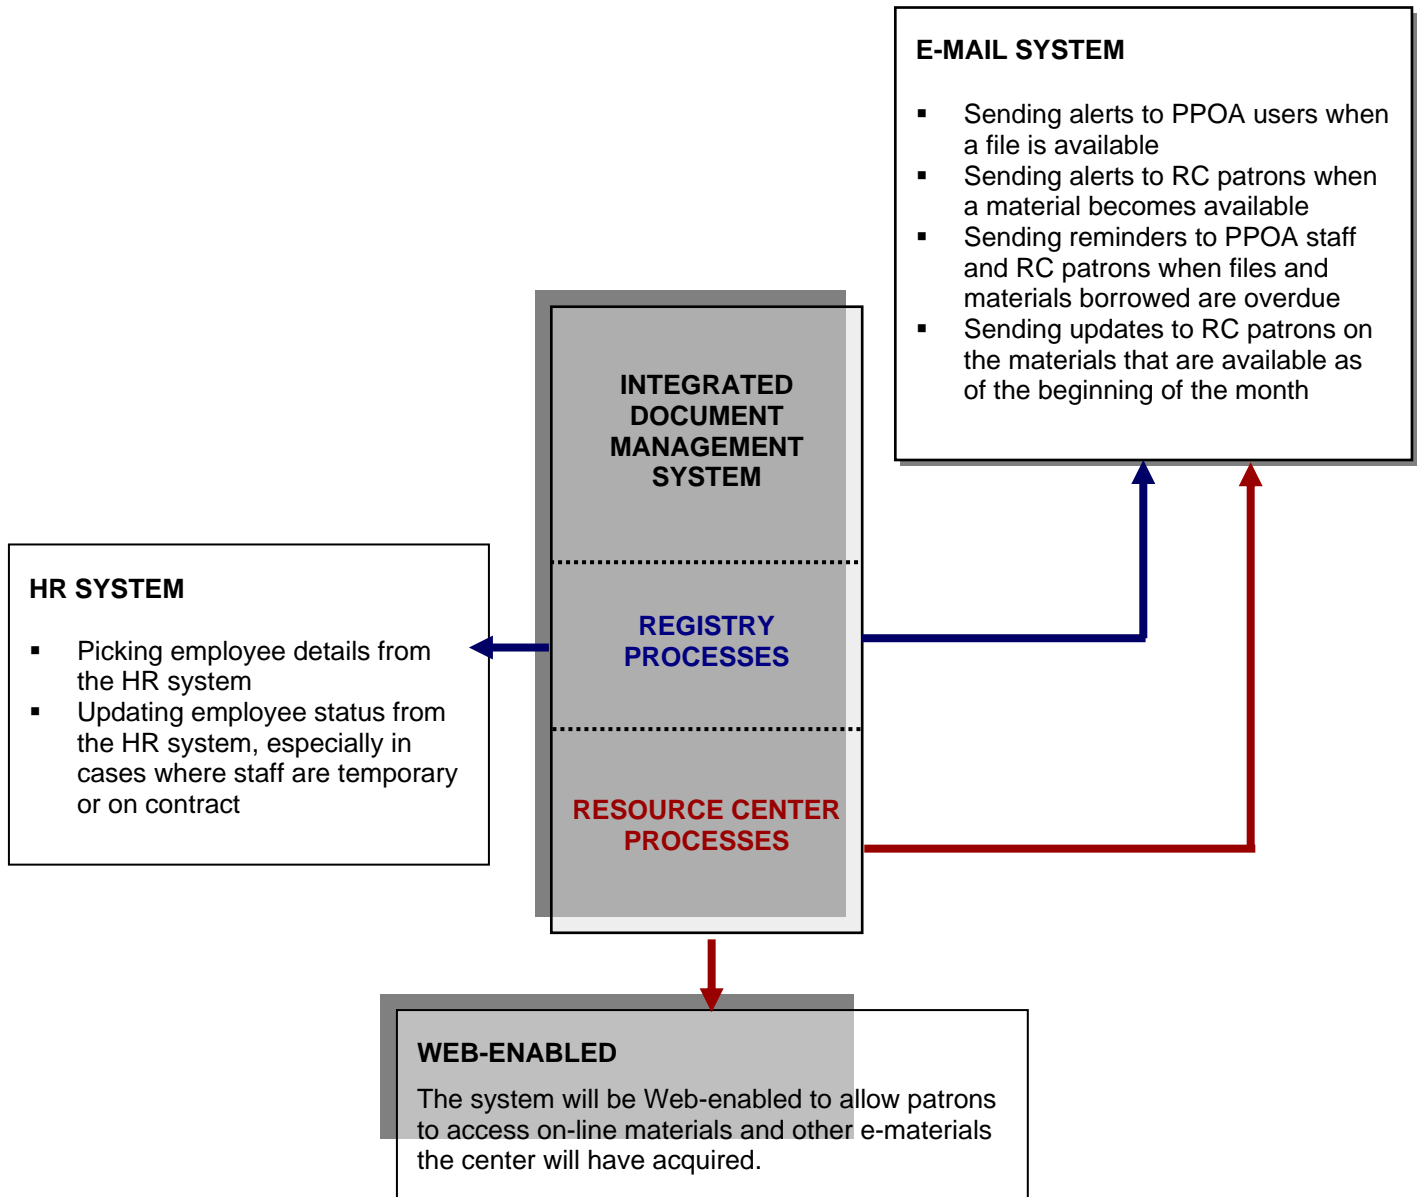 E-MAIL SYSTEM
▪ Sending alerts to PPOA users when
a file is available
▪ Sending alerts to RC patrons when
a material becomes available
▪ Sending reminders to PPOA staff
and RC patrons when files and
materials borrowed are overdue
▪ Sending updates to RC patrons on
the materials that are available as
of the beginning of the month
INTEGRATED
DOCUMENT
MANAGEMENT
SYSTEM
HR SYSTEM
▪ Picking employee details from
the HR system
▪ Updating employee status from
the HR system, especially in
cases where staff are temporary
or on contract
REGISTRY
PROCESSES
RESOURCE CENTER
PROCESSES
WEB-ENABLED
The system will be Web-enabled to allow patrons
to access on-line materials and other e-materials
the center will have acquired.